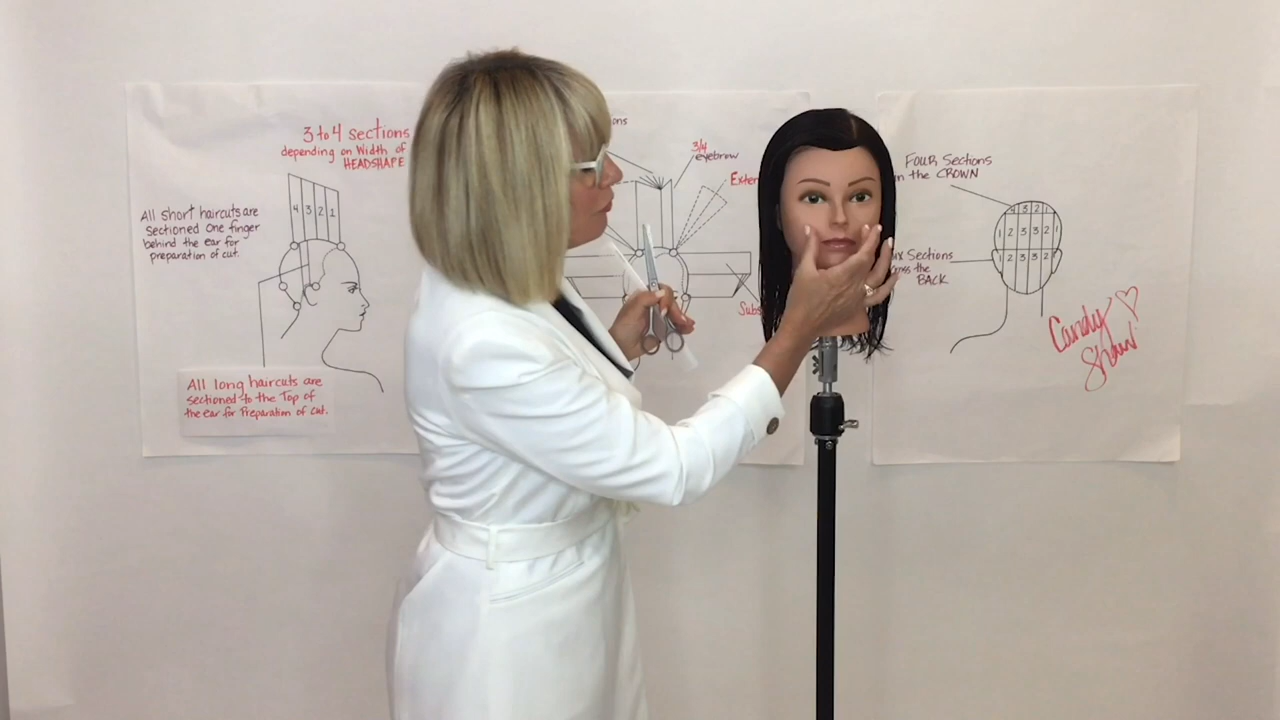 3 to 4 sections
depending on Width of
HEADSHAPE
All short haircuts are
sectioned one finger
behind the ear for
preparation of cut.
4 3 2 1
All long haircuts are
sectioned to the Top of
the ear for Preparation of cut.
3/4
eyebrow
FOUR Sections
the CROWN
4 3 2 1
1 2 3 3 2 1
Sections
the
BACK
1 2 3 3 2
Candy
Shaw